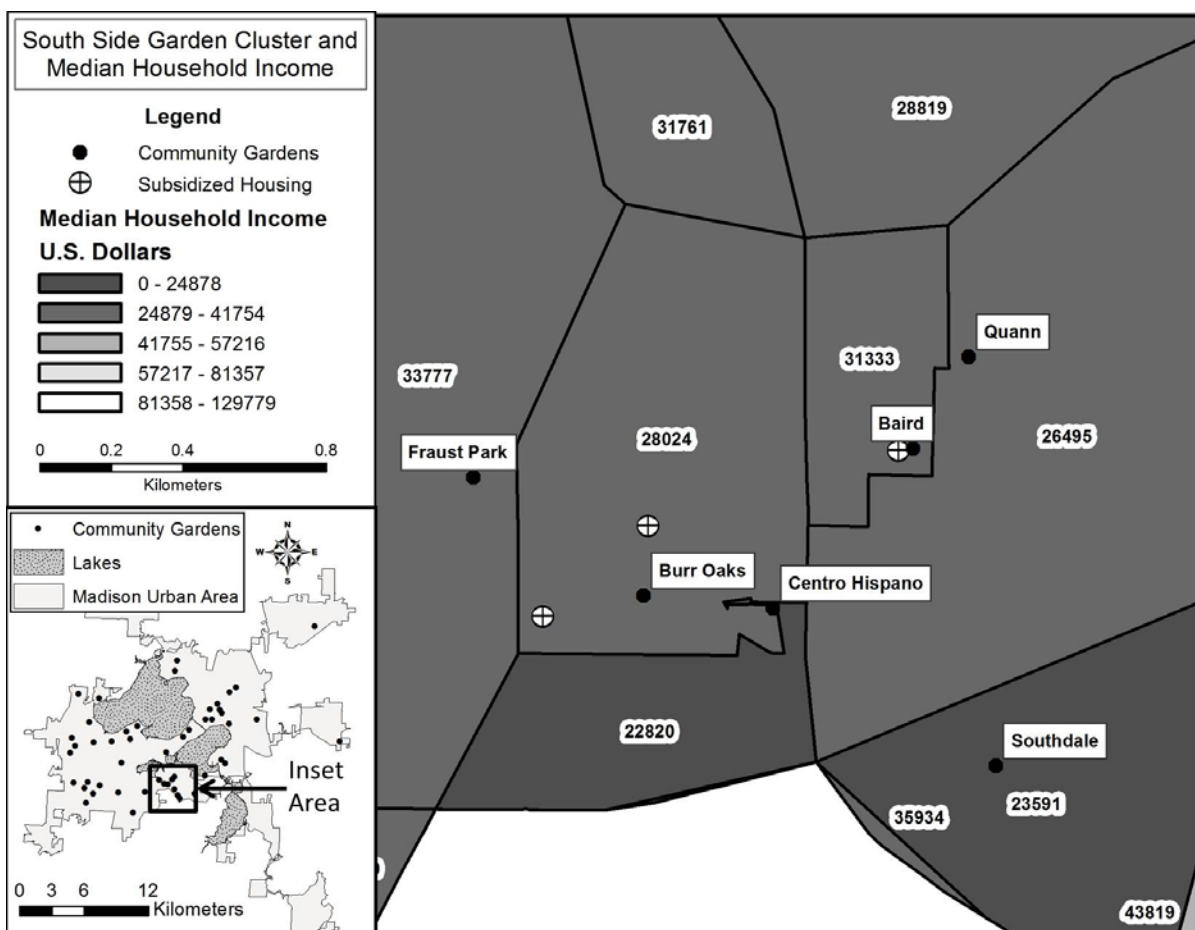 South Side Garden Cluster and
Median Household Income
Legend
Community Gardens
Subsidized Housing
Median Household Income
U.S. Dollars
0 - 24878
24879 - 41754
41755 - 57216
57217 - 81357
81358 - 129779
0 0.2 0.4 0.6 0.8
Kilometers
Community Gardens
Lakes
Madison Urban Area
N
W E
S
Inset
Area
0 3 6 12
Kilometers
31761
28819
Quann
31333
33777
Baird
28024
26495
Fraust Park
Burr Oaks
Centro Hispano
22820
Southdale
23591
35934
43819